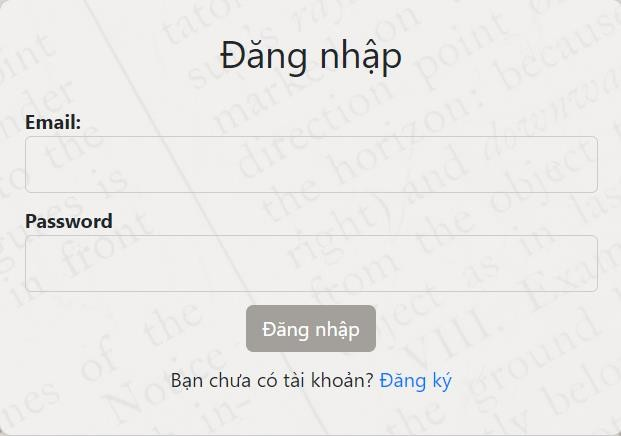 Đăng nhập
Email:
Password
Đăng nhập
Bạn chưa có tài khoản? Đăng ký